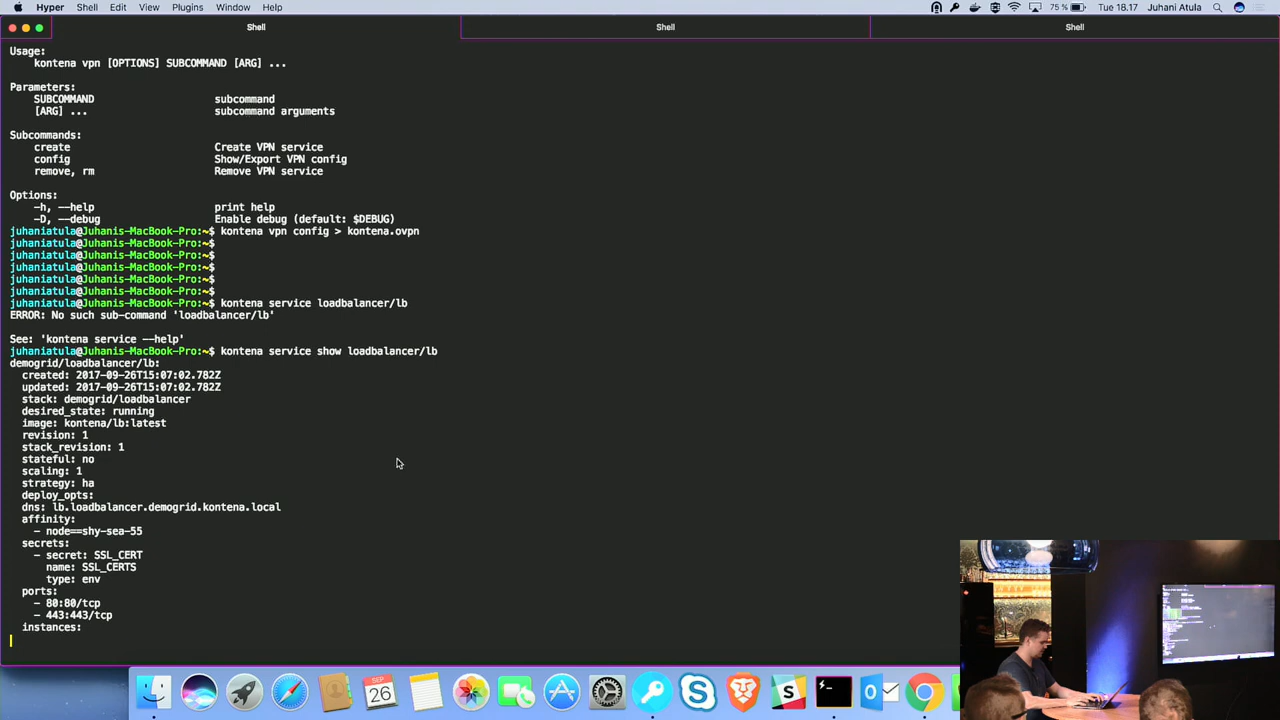 Hyper Shell Edit View Plugins Window Help 75 % Tue 18.17 Juhani Atula
Shell Shell Shell
Usage:
kontena vpn [OPTIONS] SUBCOMMAND [ARG] ...
Parameters:
SUBCOMMAND subcommand
[ARG] ... subcommand arguments
Subcommands:
create Create VPN service
config Show/Export VPN config
remove, rm Remove VPN service
Options:
-h, --help print help
-D, --debug Enable debug (default: $DEBUG)
juhaniatula@Juhanis-MacBook-Pro:~$ kontena vpn config > kontena.ovpn
juhaniatula@Juhanis-MacBook-Pro:~$
juhaniatula@Juhanis-MacBook-Pro:~$
juhaniatula@Juhanis-MacBook-Pro:~$
juhaniatula@Juhanis-MacBook-Pro:~$
juhaniatula@Juhanis-MacBook-Pro:~$
juhaniatula@Juhanis-MacBook-Pro:~$ kontena service loadbalancer/lb
ERROR: No such sub-command 'loadbalancer/lb'
See: 'kontena service --help'
juhaniatula@Juhanis-MacBook-Pro:~$ kontena service show loadbalancer/lb
demogrid/loadbalancer/lb:
created: 2017-09-26T15:07:02.782Z
updated: 2017-09-26T15:07:02.782Z
stack: demogrid/loadbalancer
desired_state: running
image: kontena/lb:latest
revision: 1
stack_revision: 1
stateful: no
scaling: 1
strategy: ha
deploy_opts:
dns: lb.loadbalancer.demogrid.kontena.local
affinity:
- node==shy-sea-55
secrets:
- secret: SSL_CERT
name: SSL_CERTS
type: env
ports:
- 80:80/tcp
- 443:443/tcp
instances:
SEP
26